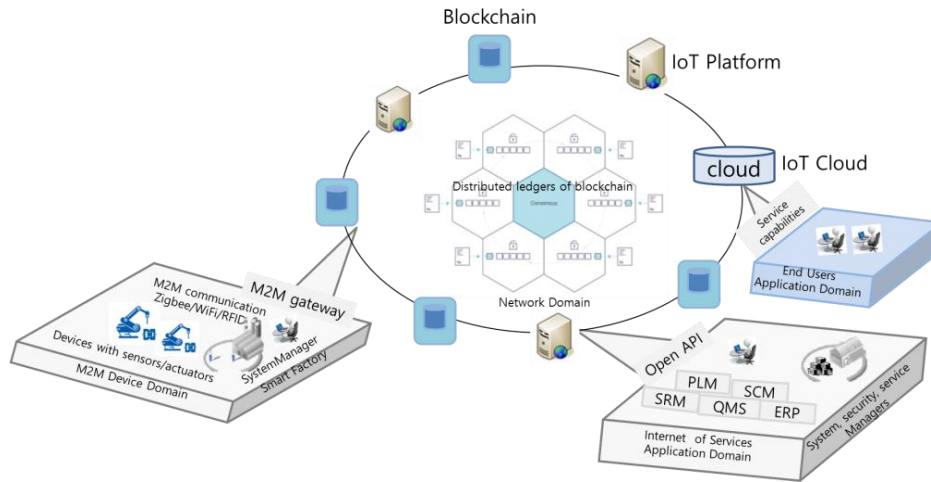 Blockchain
IoT Platform
cloud
IoT Cloud
Distributed ledgers of blockchain
Consensus
Service
capabilities
End Users
Application Domain
Network Domain
M2M gateway
M2M communication
Zigbee/WiFi/RFID
Devices with sensors/actuators
SystemManager
Smart Factory
M2M Device Domain
Open API
PLM
SCM
SRM
QMS
ERP
System, security, service
Managers
Internet of Services
Application Domain